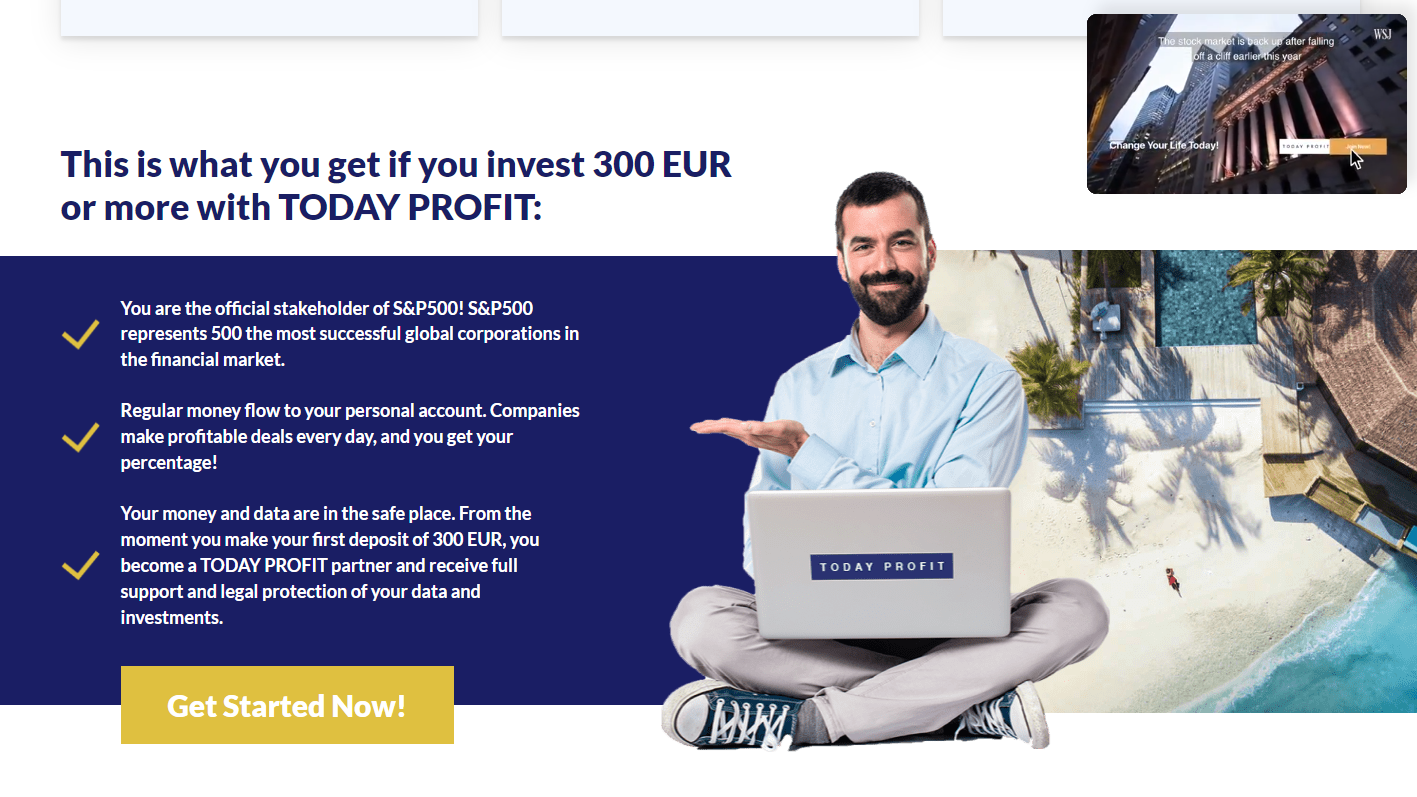 The stock market is back up after falling
off a cliff earlier this year
WSJ
Change Your Life Today!
TODAY PROFIT
Join Now!
This is what you get if you invest 300 EUR
or more with TODAY PROFIT:
You are the official stakeholder of S&P500! S&P500
represents 500 the most successful global corporations in
the financial market.
Regular money flow to your personal account. Companies
make profitable deals every day, and you get your
percentage!
Your money and data are in the safe place. From the
moment you make your first deposit of 300 EUR, you
become a TODAY PROFIT partner and receive full
support and legal protection of your data and
investments.
Get Started Now!
TODAY PROFIT